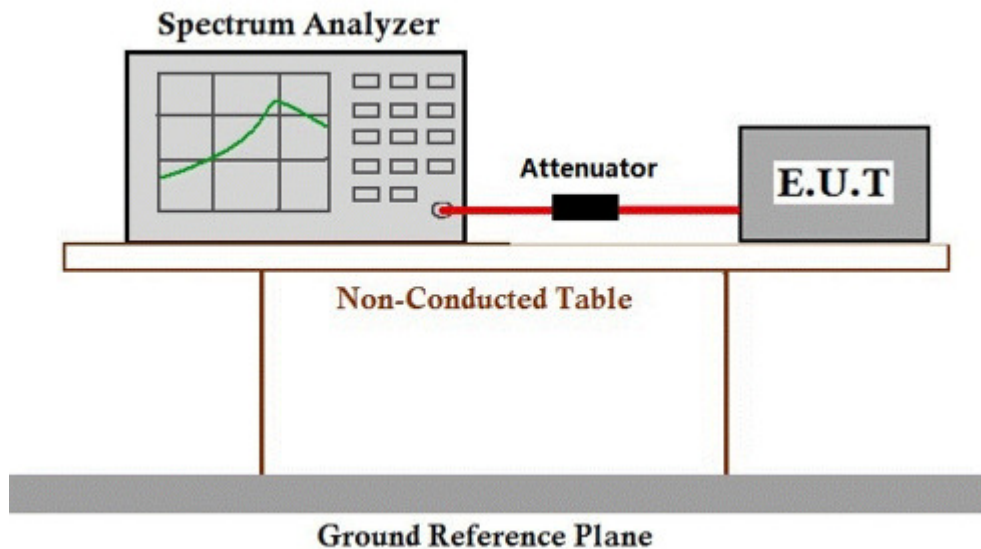 Spectrum Analyzer
Attenuator
E.U.T
Non-Conducted Table
Ground Reference Plane